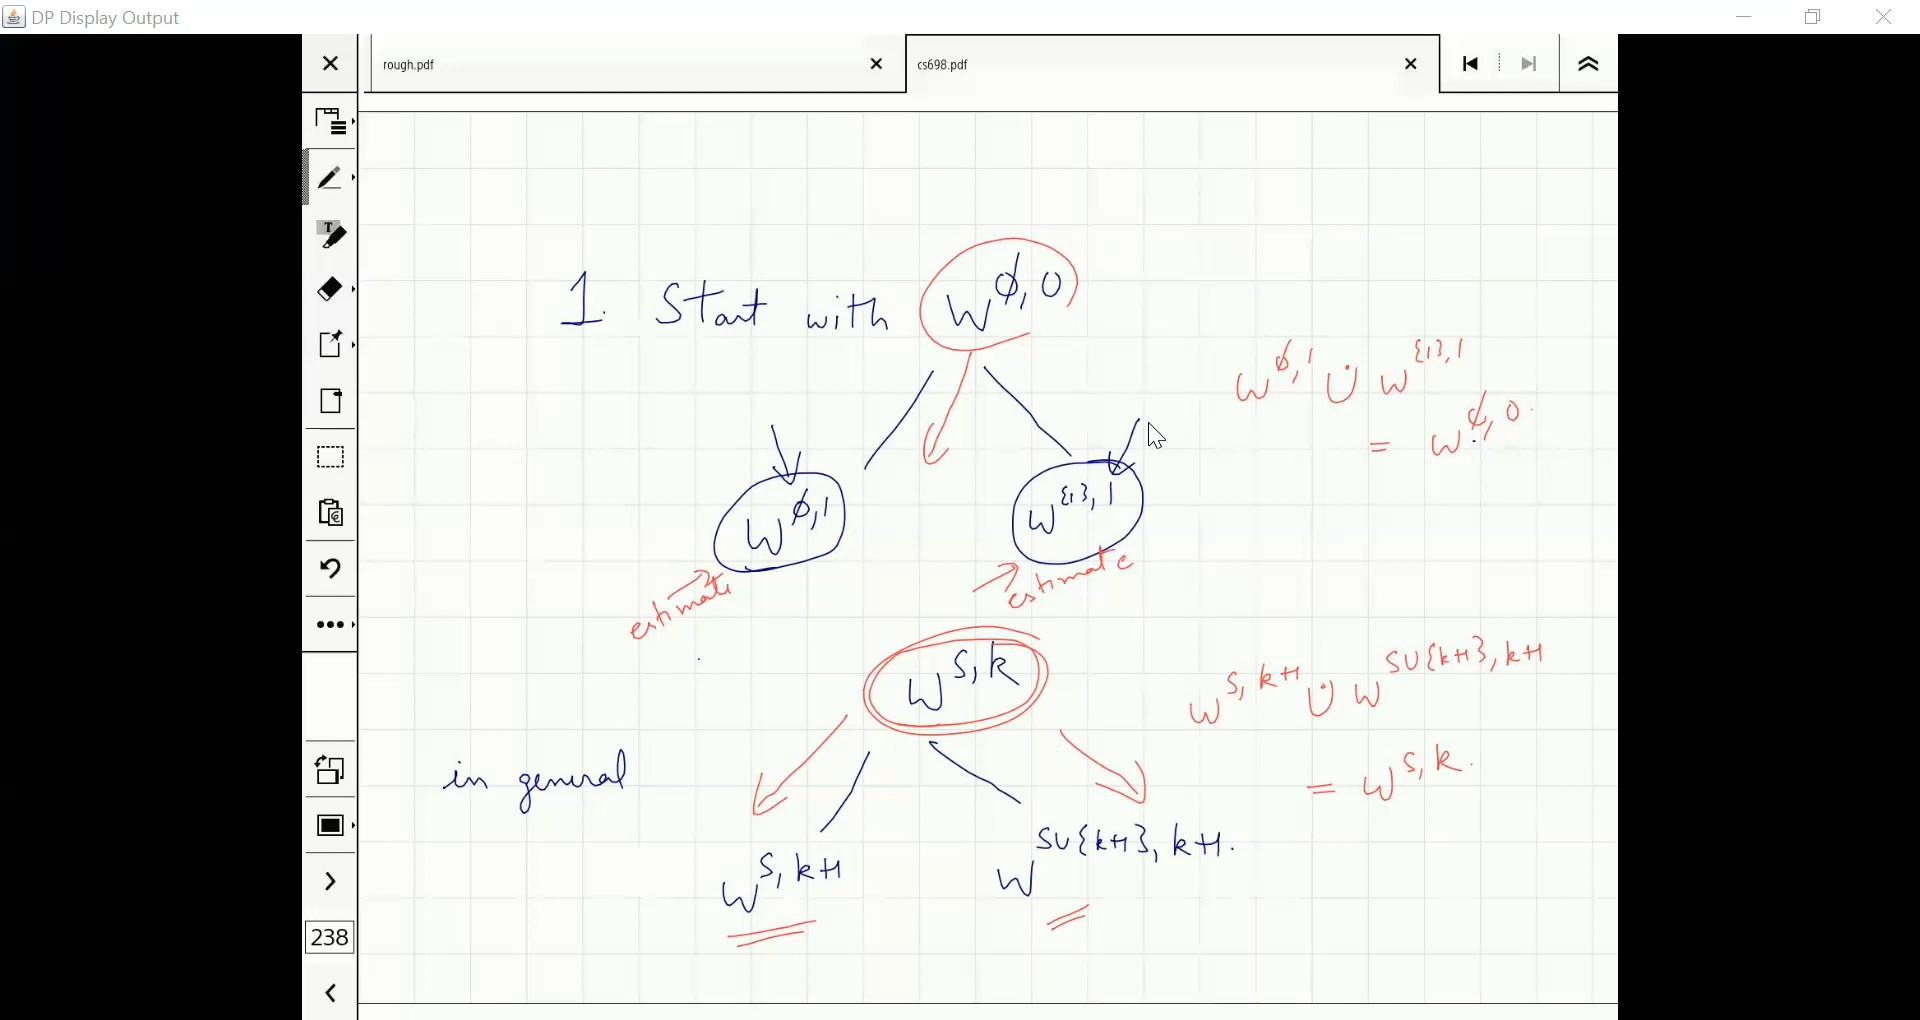 DP Display Output
rough.pdf
cs698.pdf
1. Start with W^{ϕ,0}
W^{ϕ,1} ∪̇ W^{{1},1}
= W^{ϕ,0}.
W^{ϕ,1} W^{{1},1}
estimate estimate
W^{S,k}
W^{S,k+1} ∪̇ W^{S∪{k+1},k+1}
= W^{S,k}.
in general
W^{S,k+1} W^{S∪{k+1},k+1}.
238